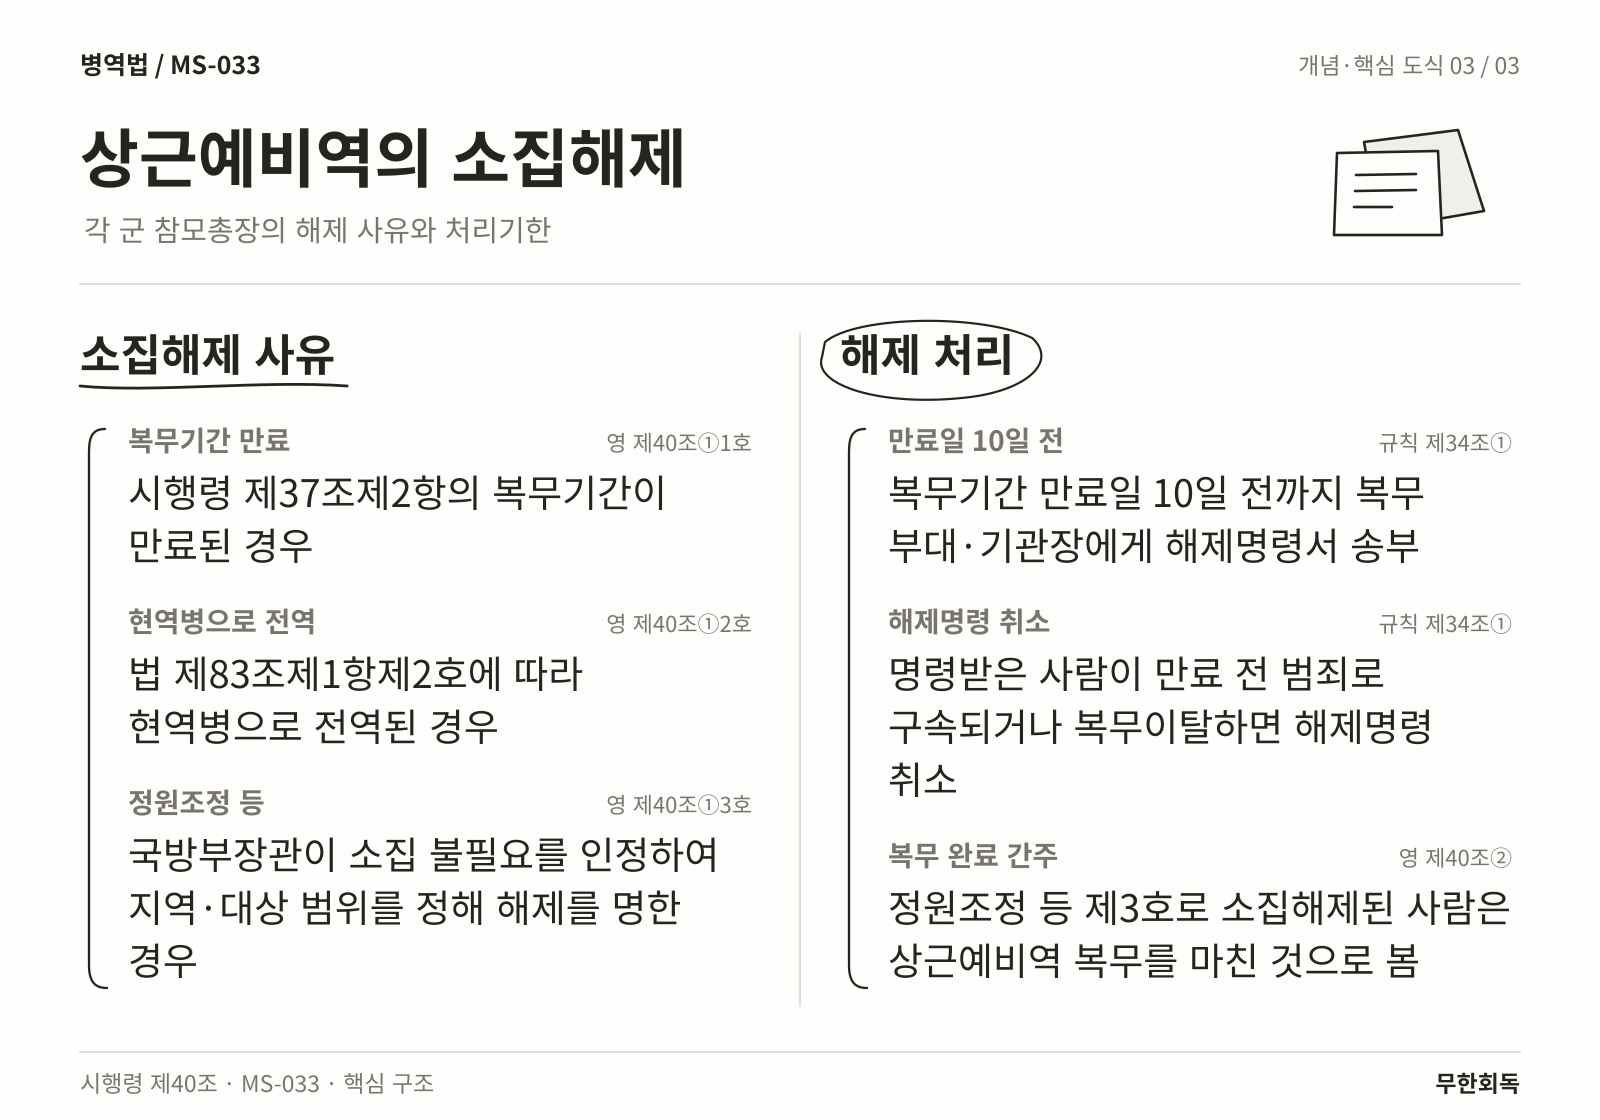 병역법 / MS-033
개념·핵심 도식 03 / 03
상근예비역의 소집해제
각 군 참모총장의 해제 사유와 처리기한
소집해제 사유
복무기간 만료
영 제40조①1호
시행령 제37조제2항의 복무기간이
만료된 경우
현역병으로 전역
영 제40조①2호
법 제83조제1항제2호에 따라
현역병으로 전역된 경우
정원조정 등
영 제40조①3호
국방부장관이 소집 불필요를 인정하여
지역·대상 범위를 정해 해제를 명한
경우
해제 처리
만료일 10일 전
규칙 제34조①
복무기간 만료일 10일 전까지 복무
부대·기관장에게 해제명령서 송부
해제명령 취소
규칙 제34조①
명령받은 사람이 만료 전 범죄로
구속되거나 복무이탈하면 해제명령
취소
복무 완료 간주
영 제40조②
정원조정 등 제3호로 소집해제된 사람은
상근예비역 복무를 마친 것으로 봄
시행령 제40조 · MS-033 · 핵심 구조
무한회독